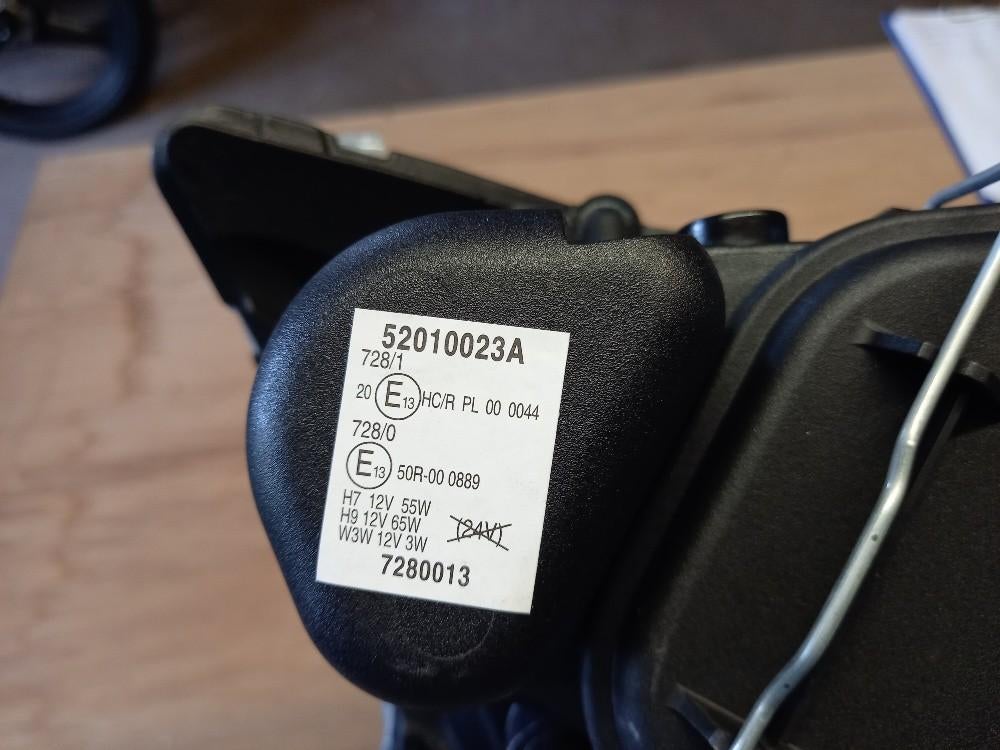 52010023A
728/1
20 E13 HC/R PL 00 0044
728/0
E13 50R-00 0889
H7 12V 55W
H9 12V 65W (24V)
W3W 12V 3W
7280013